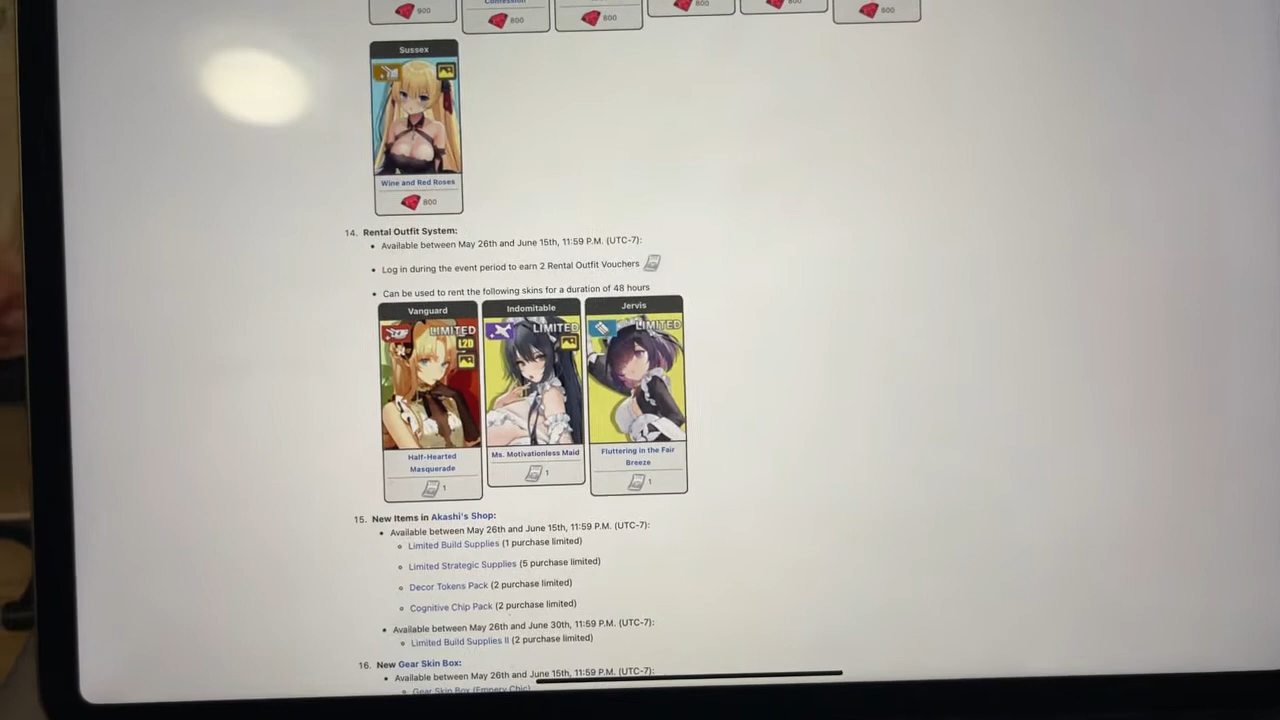 900
800
800
800
800
800
Sussex
Wine and Red Roses
800
14. Rental Outfit System:
• Available between May 26th and June 15th, 11:59 P.M. (UTC-7):
• Log in during the event period to earn 2 Rental Outfit Vouchers
• Can be used to rent the following skins for a duration of 48 hours
Vanguard
LIMITED
L2D
Half-Hearted
Masquerade
1
Indomitable
LIMITED
Ms. Motivationless Maid
1
Jervis
LIMITED
Fluttering in the Fair
Breeze
1
15. New Items in Akashi's Shop:
• Available between May 26th and June 15th, 11:59 P.M. (UTC-7):
Limited Build Supplies (1 purchase limited)
Limited Strategic Supplies (5 purchase limited)
Decor Tokens Pack (2 purchase limited)
Cognitive Chip Pack (2 purchase limited)
• Available between May 26th and June 30th, 11:59 P.M. (UTC-7):
Limited Build Supplies II (2 purchase limited)
16. New Gear Skin Box:
• Available between May 26th and June 15th, 11:59 P.M. (UTC-7):
Gear Skin Box (Empery Chic)